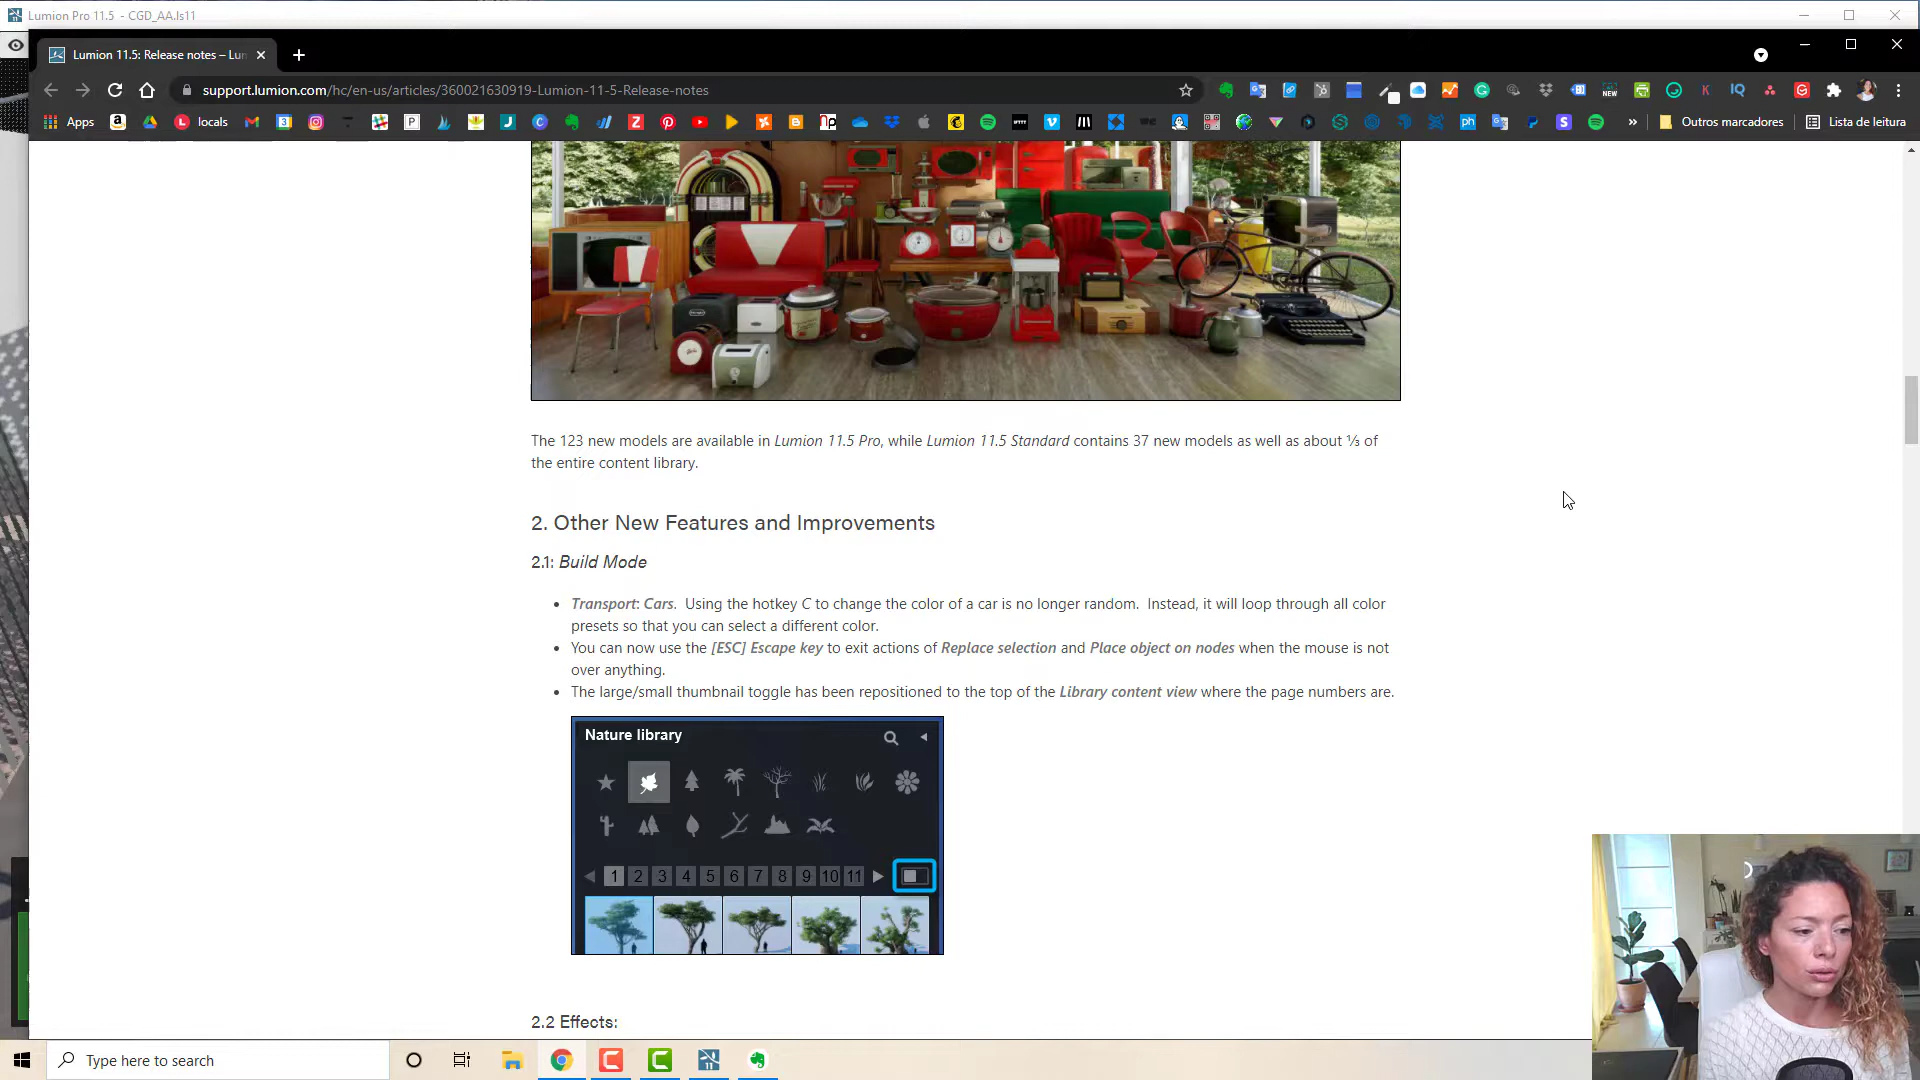 Lumion Pro 11.5 - CGD_AA.ls11
Lumion 11.5: Release notes – Lu
support.lumion.com/hc/en-us/articles/360021630919-Lumion-11-5-Release-notes
Apps
locals
Outros marcadores
Lista de leitura
The 123 new models are available in Lumion 11.5 Pro, while Lumion 11.5 Standard contains 37 new models as well as about ⅓ of
the entire content library.
2. Other New Features and Improvements
2.1: Build Mode
• Transport: Cars. Using the hotkey C to change the color of a car is no longer random. Instead, it will loop through all color
presets so that you can select a different color.
• You can now use the [ESC] Escape key to exit actions of Replace selection and Place object on nodes when the mouse is not
over anything.
• The large/small thumbnail toggle has been repositioned to the top of the Library content view where the page numbers are.
Nature library
1 2 3 4 5 6 7 8 9 10 11
2.2 Effects:
Type here to search